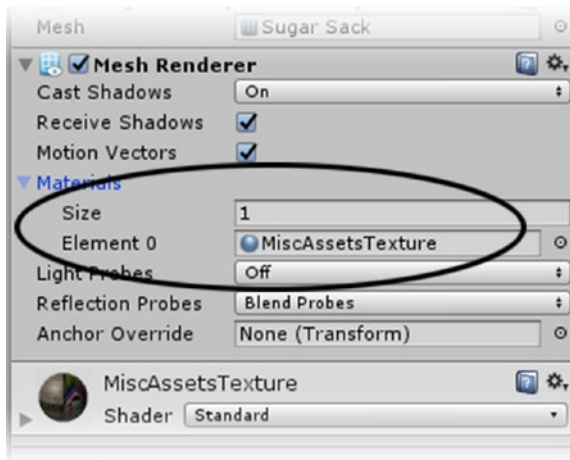 Mesh Sugar Sack
Mesh Renderer
Cast Shadows On
Receive Shadows
Motion Vectors
Materials
Size 1
Element 0 MiscAssetsTexture
Light Probes Off
Reflection Probes Blend Probes
Anchor Override None (Transform)
MiscAssetsTexture
Shader Standard